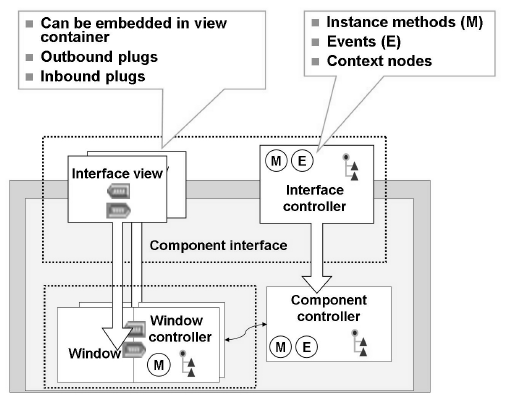 Can be embedded in view
container
Outbound plugs
Inbound plugs
Instance methods (M)
Events (E)
Context nodes
Interface view
M E
Interface
controller
Component interface
Window
controller
Window
M
Component
controller
M E